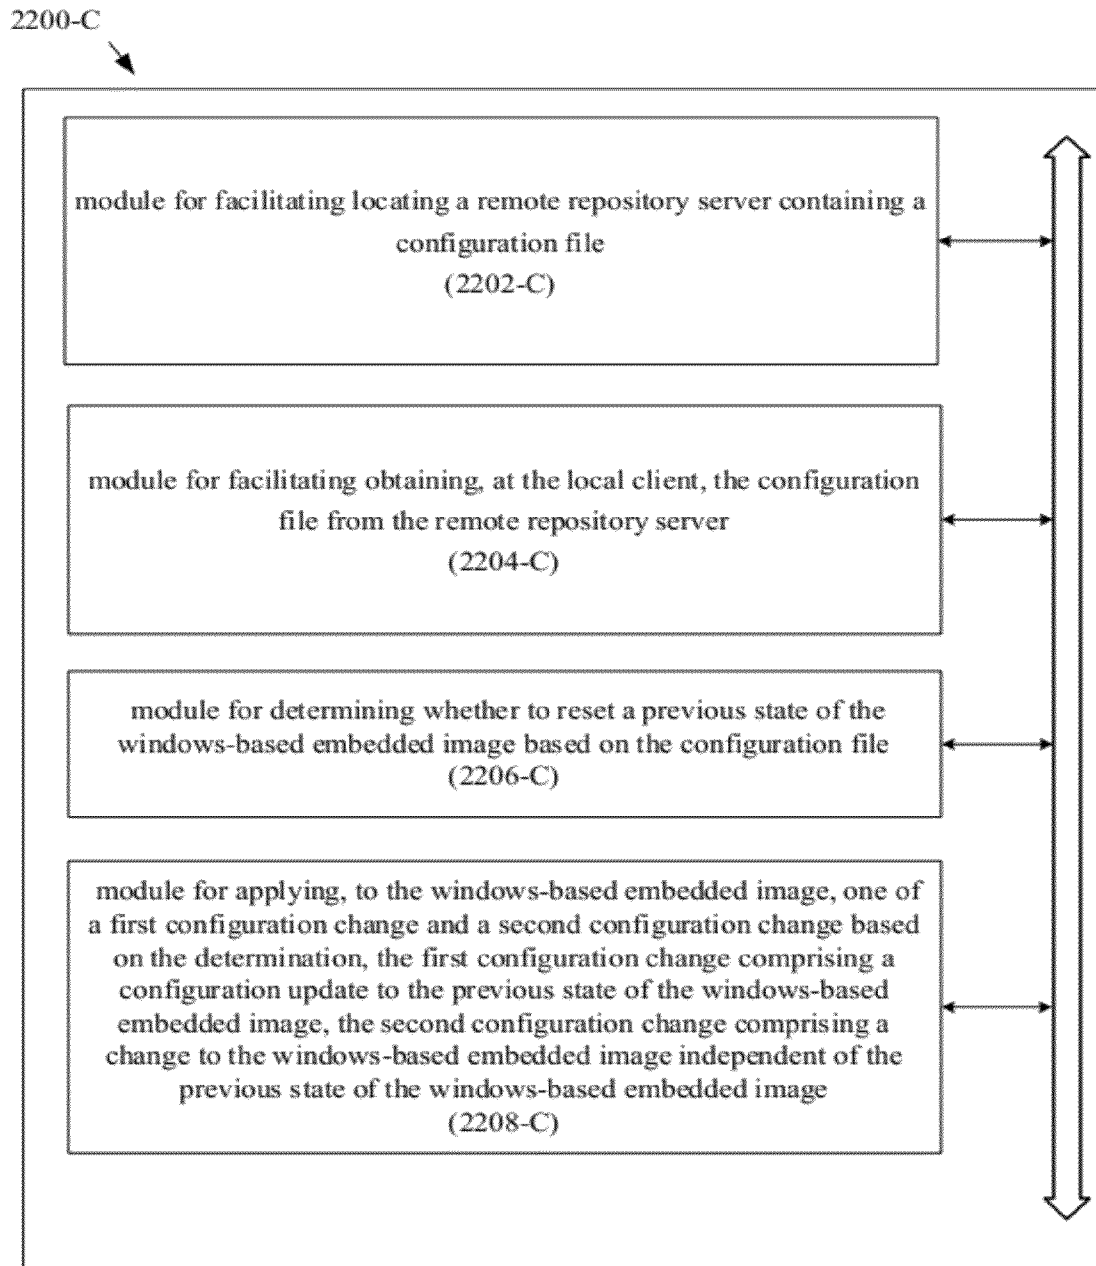 2200-C
module for facilitating locating a remote repository server containing a
configuration file
(2202-C)
module for facilitating obtaining, at the local client, the configuration
file from the remote repository server
(2204-C)
module for determining whether to reset a previous state of the
windows-based embedded image based on the configuration file
(2206-C)
module for applying, to the windows-based embedded image, one of
a first configuration change and a second configuration change based
on the determination, the first configuration change comprising a
configuration update to the previous state of the windows-based
embedded image, the second configuration change comprising a
change to the windows-based embedded image independent of the
previous state of the windows-based embedded image
(2208-C)